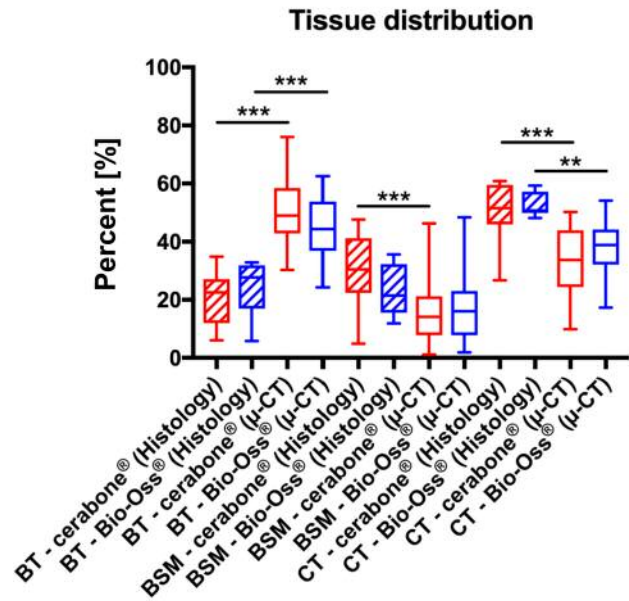 Tissue distribution
Percent [%]
100
80
60
40
20
0
***
***
***
***
**
BT - cerabone® (Histology)
BT - Bio-Oss® (Histology)
BT - cerabone® (µ-CT)
BT - Bio-Oss® (µ-CT)
BSM - cerabone® (Histology)
BSM - Bio-Oss® (Histology)
BSM - cerabone® (µ-CT)
BSM - Bio-Oss® (µ-CT)
CT - cerabone® (Histology)
CT - Bio-Oss® (Histology)
CT - cerabone® (µ-CT)
CT - Bio-Oss® (µ-CT)